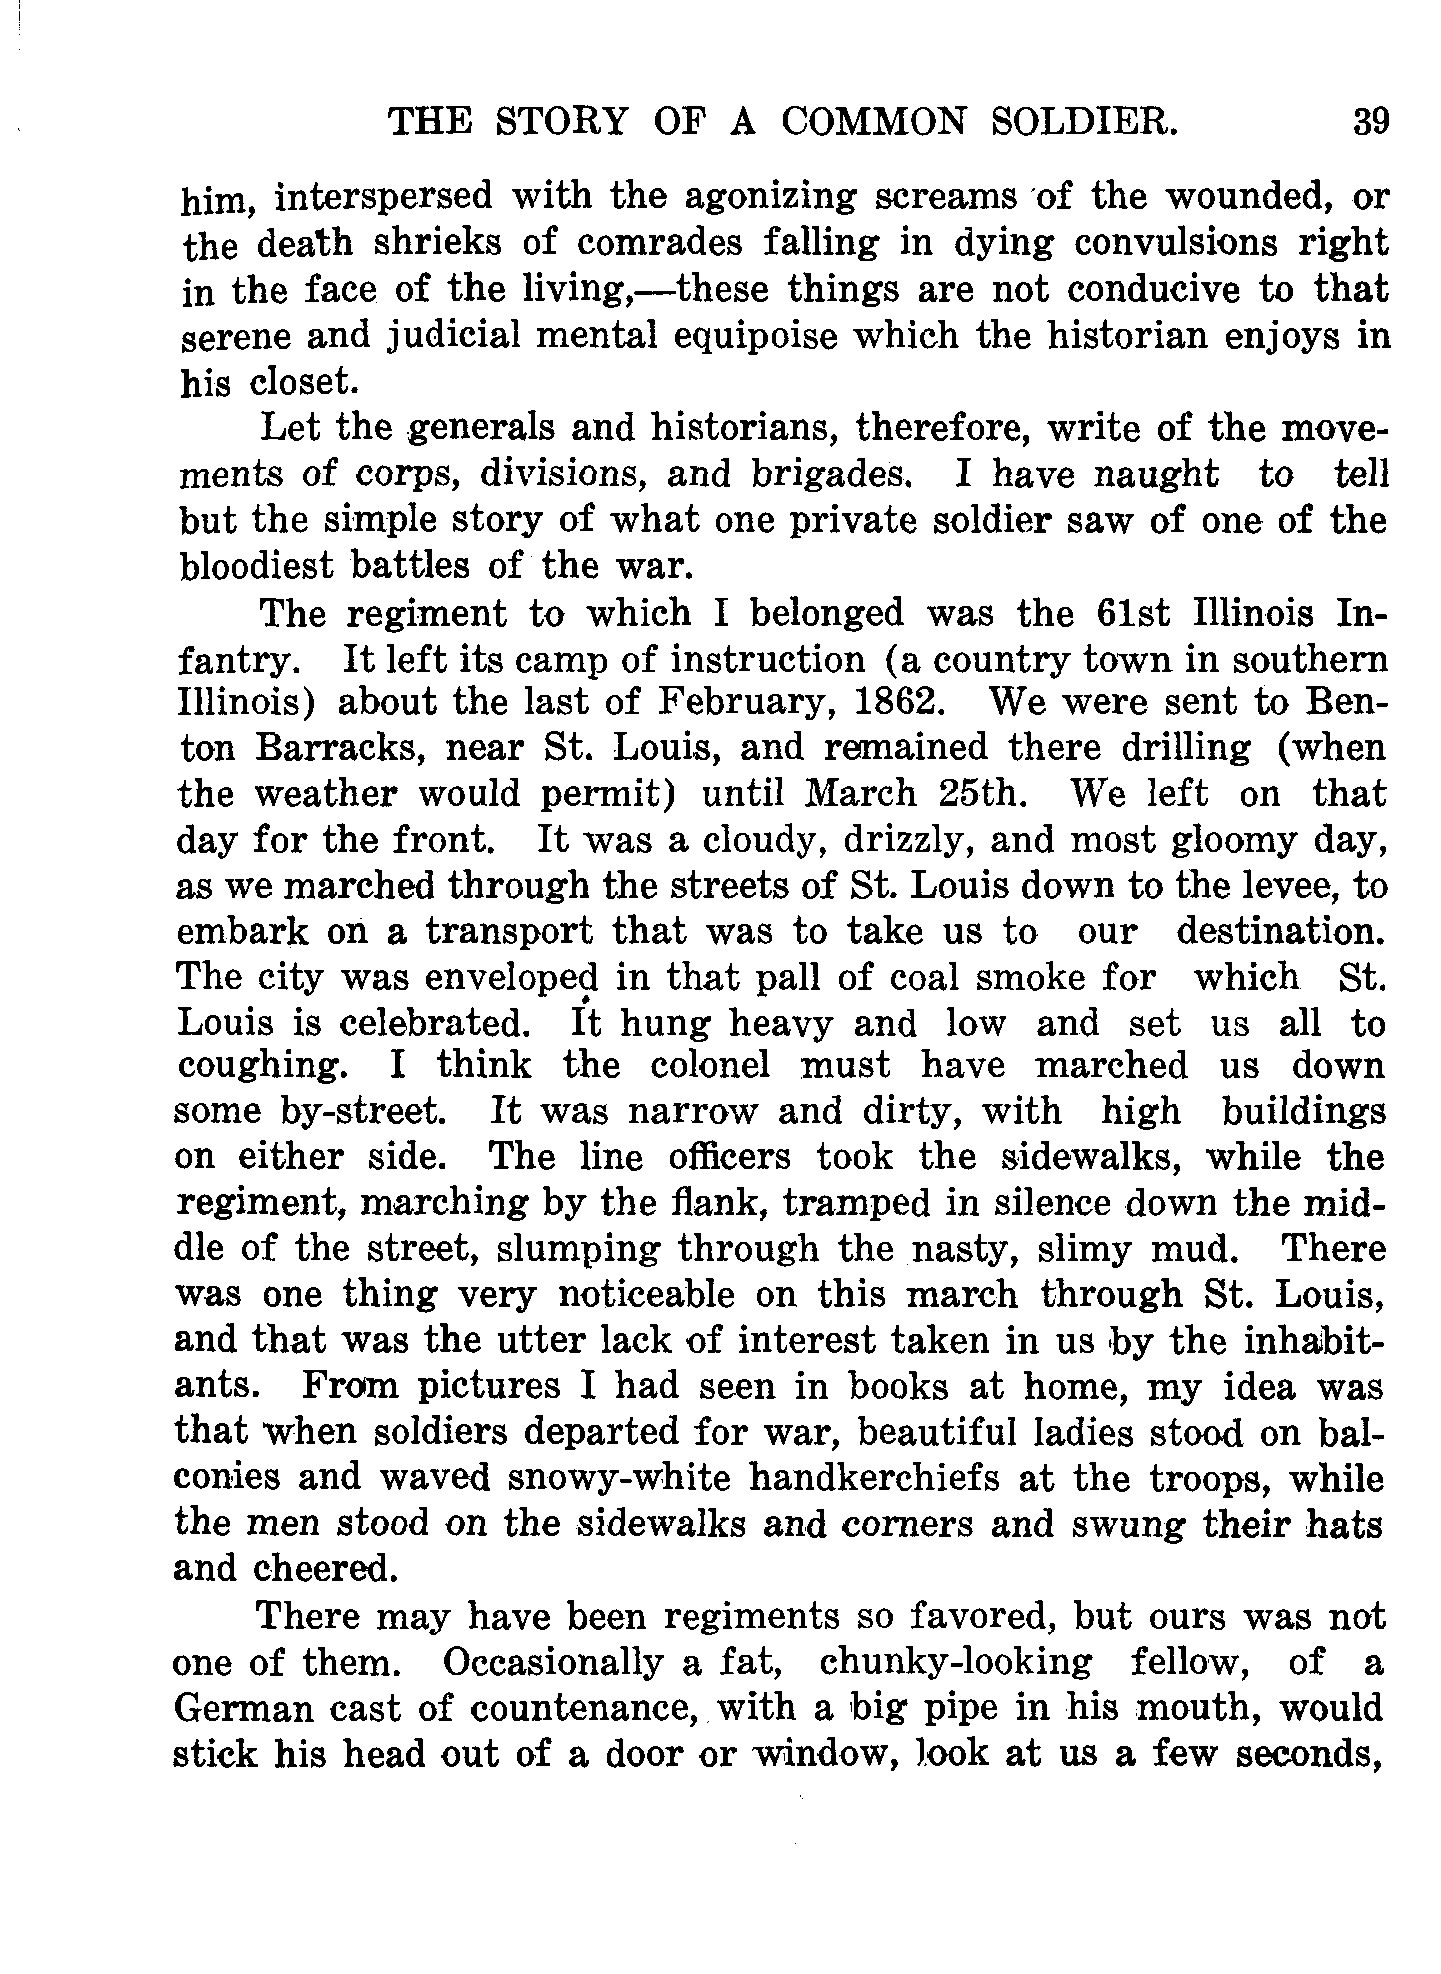 THE STORY OF A COMMON SOLDIER. 39
him, interspersed with the agonizing screams of the wounded, or
the death shrieks of comrades falling in dying convulsions right
in the face of the living,—these things are not conducive to that
serene and judicial mental equipoise which the historian enjoys in
his closet.
Let the generals and historians, therefore, write of the move-
ments of corps, divisions, and brigades. I have naught to tell
but the simple story of what one private soldier saw of one of the
bloodiest battles of the war.
The regiment to which I belonged was the 61st Illinois In-
fantry. It left its camp of instruction (a country town in southern
Illinois) about the last of February, 1862. We were sent to Ben-
ton Barracks, near St. Louis, and remained there drilling (when
the weather would permit) until March 25th. We left on that
day for the front. It was a cloudy, drizzly, and most gloomy day,
as we marched through the streets of St. Louis down to the levee, to
embark on a transport that was to take us to our destination.
The city was enveloped in that pall of coal smoke for which St.
Louis is celebrated. It hung heavy and low and set us all to
coughing. I think the colonel must have marched us down
some by-street. It was narrow and dirty, with high buildings
on either side. The line officers took the sidewalks, while the
regiment, marching by the flank, tramped in silence down the mid-
dle of the street, slumping through the nasty, slimy mud. There
was one thing very noticeable on this march through St. Louis,
and that was the utter lack of interest taken in us by the inhabit-
ants. From pictures I had seen in books at home, my idea was
that when soldiers departed for war, beautiful ladies stood on bal-
conies and waved snowy-white handkerchiefs at the troops, while
the men stood on the sidewalks and corners and swung their hats
and cheered.
There may have been regiments so favored, but ours was not
one of them. Occasionally a fat, chunky-looking fellow, of a
German cast of countenance, with a big pipe in his mouth, would
stick his head out of a door or window, look at us a few seconds,